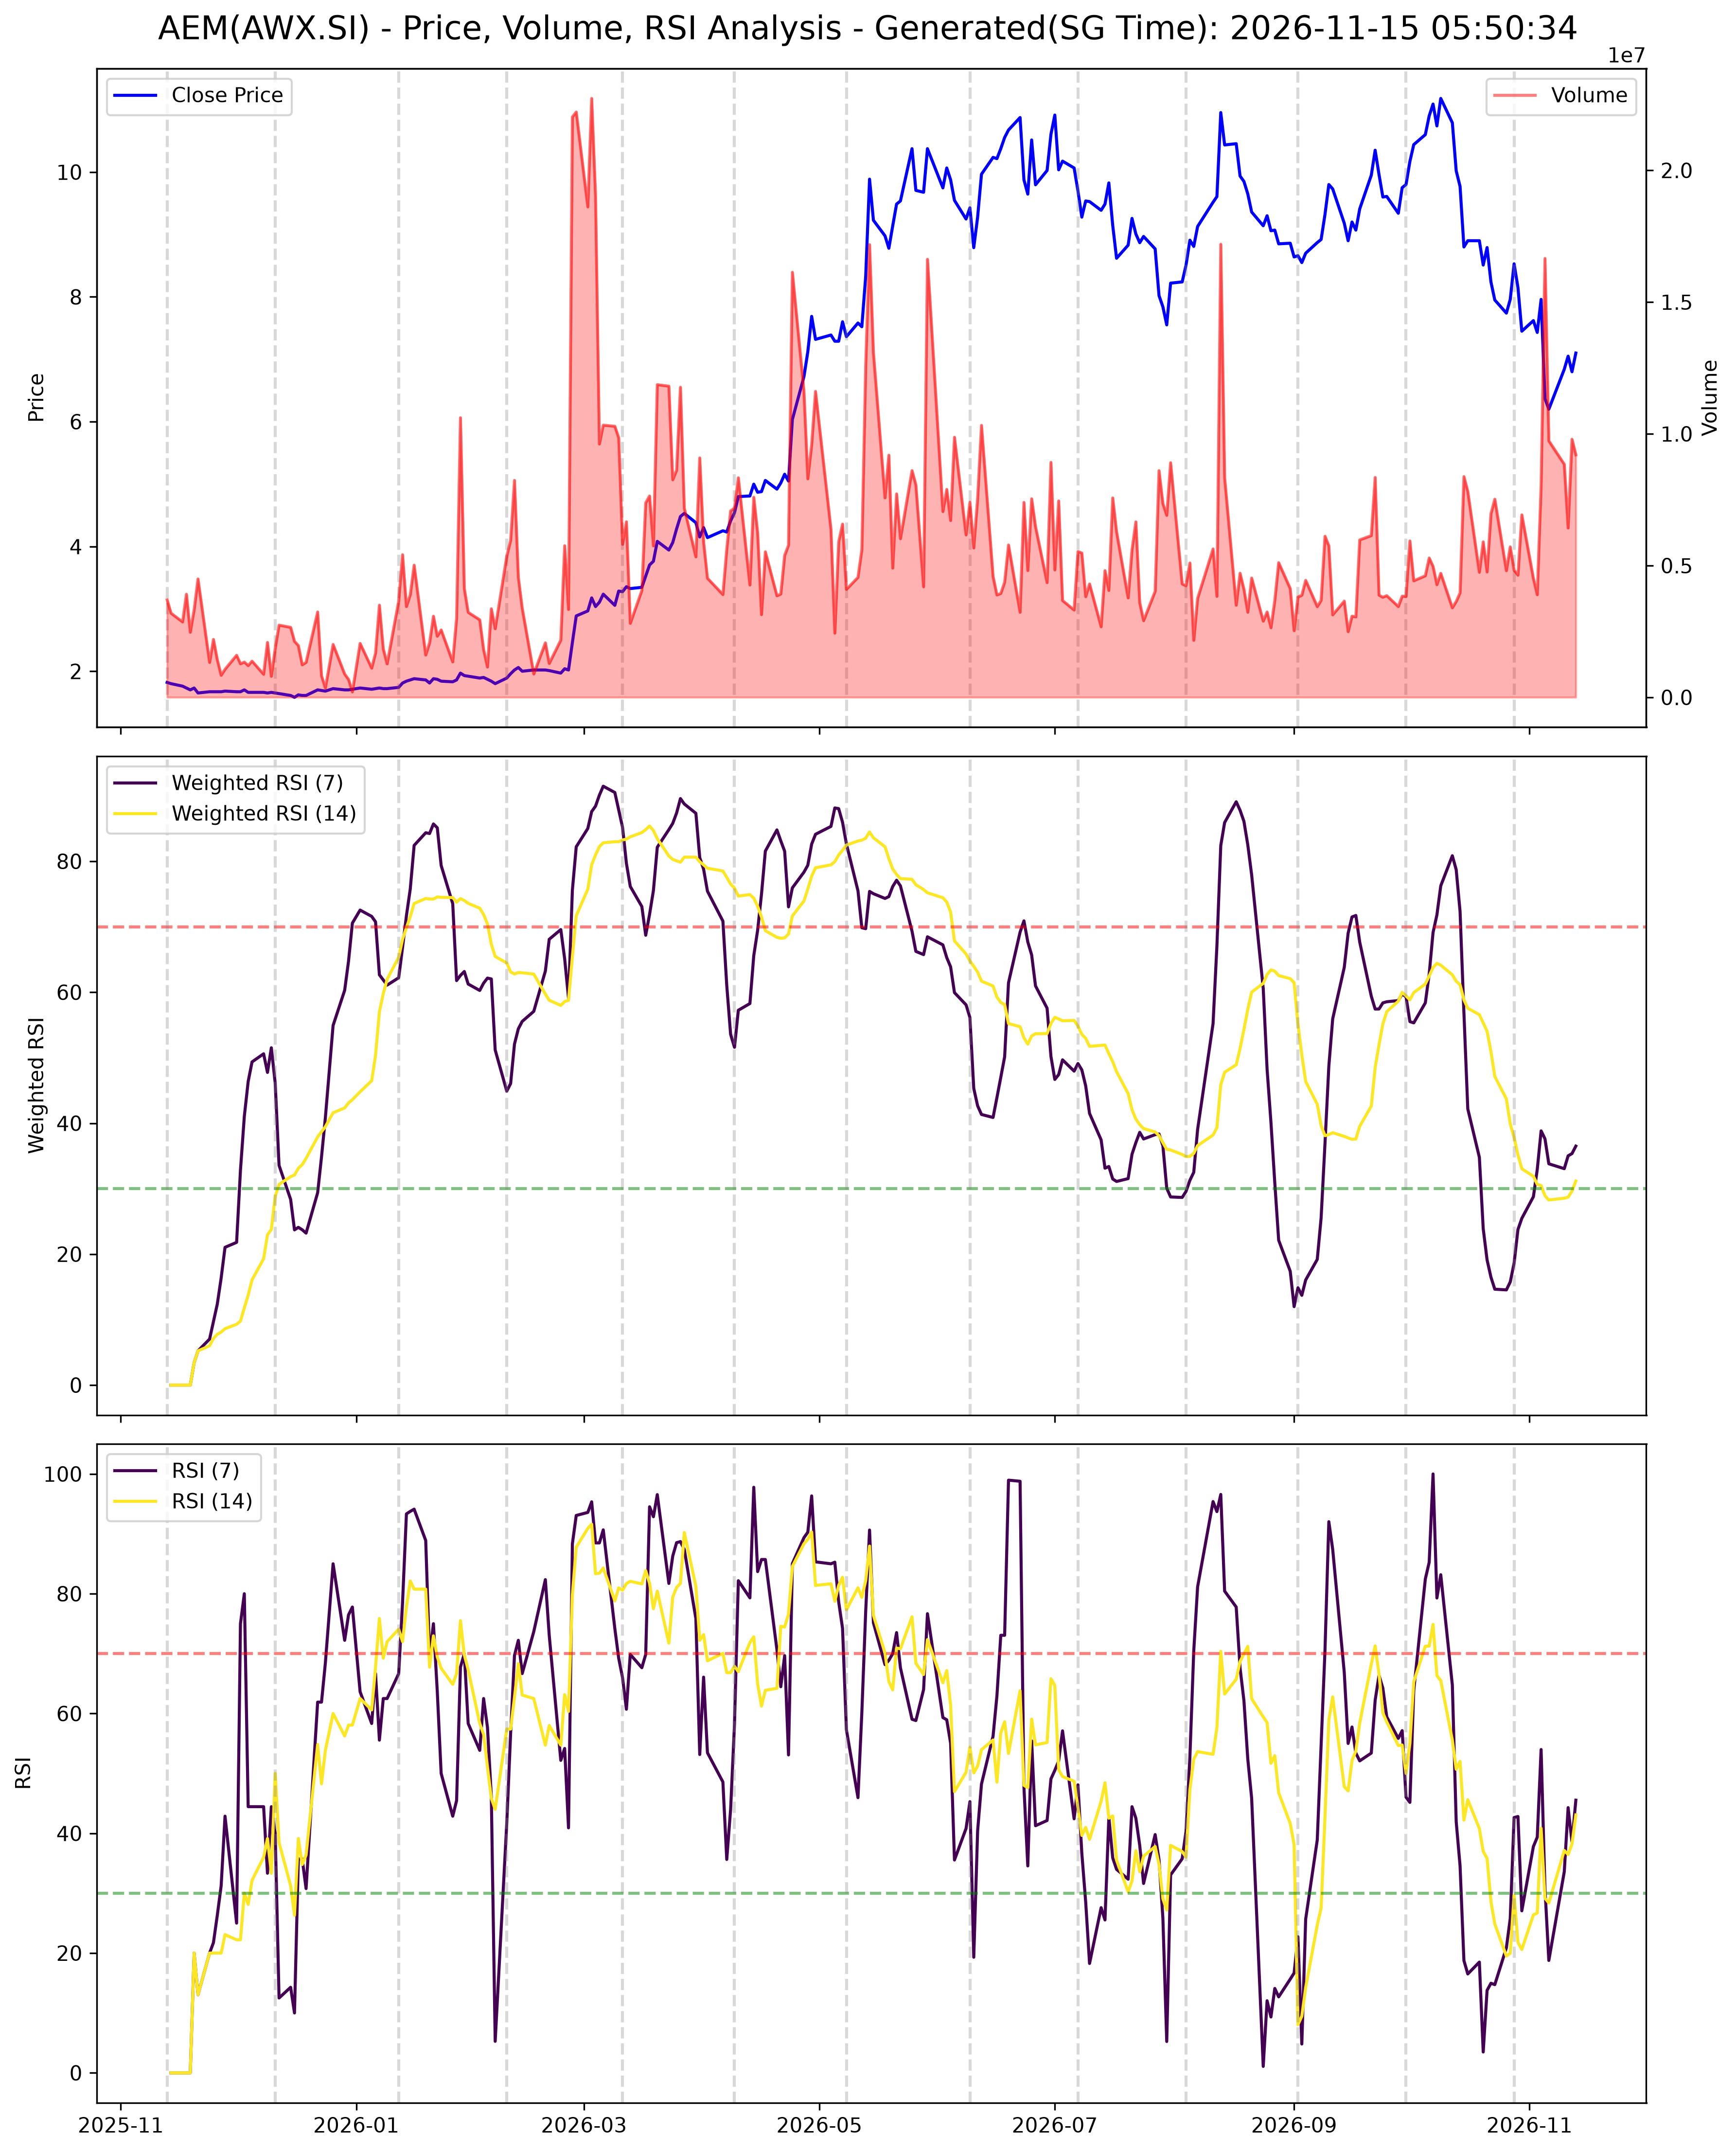 AEM(AWX.SI) - Price, Volume, RSI Analysis - Generated(SG Time): 2026-11-15 05:50:34
1e7
Close Price
Volume
10
8
6
4
2
Price
2.0
1.5
1.0
0.5
0.0
Volume
Weighted RSI (7)
Weighted RSI (14)
80
60
40
20
0
Weighted RSI
RSI (7)
RSI (14)
100
80
60
40
20
0
RSI
2025-11
2026-01
2026-03
2026-05
2026-07
2026-09
2026-11